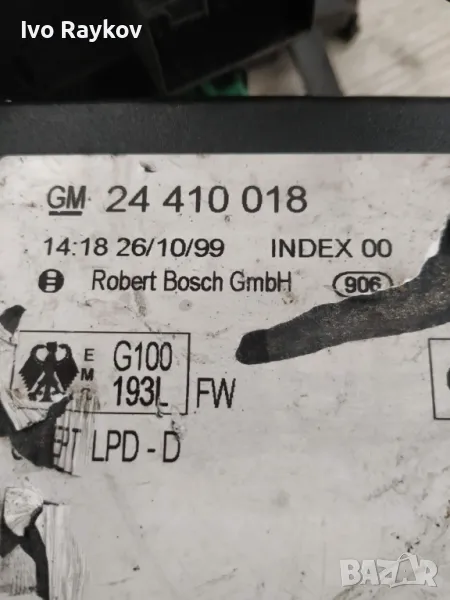 Ivo Raykov
GM 24 410 018
14:18 26/10/99 INDEX 00
Robert Bosch GmbH 906
E G100
M 193L FW
LPD - D
bazar